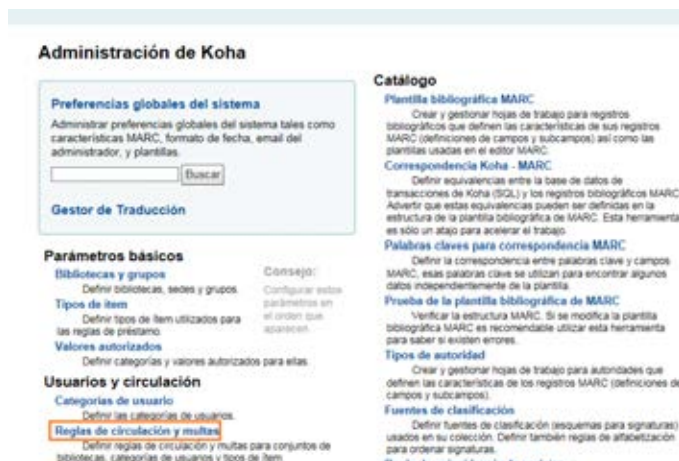 Administración de Koha
Preferencias globales del sistema
Administrar preferencias globales del sistema tales como
características MARC, formato de fecha, email del
administrador, y plantillas.
Buscar
Gestor de Traducción
Parámetros básicos
Bibliotecas y grupos
Definir bibliotecas, sedes y grupos.
Tipos de ítem
Definir tipos de ítem utilizados para
las reglas de préstamo.
Valores autorizados
Definir categorías y valores autorizados para ellas.
Consejo:
Configurar estos
parámetros en
el orden que
aparecen.
Usuarios y circulación
Categorías de usuario
Definir las categorías de usuarios.
Reglas de circulación y multas
Definir reglas de circulación y multas para conjuntos de
bibliotecas, categorías de usuarios y tipos de ítem
Catálogo
Plantilla bibliográfica MARC
Crear y gestionar hojas de trabajo para registros
bibliográficos que definen las características de sus registros
MARC (definiciones de campos y subcampos) así como las
plantillas usadas en el editor MARC.
Correspondencia Koha - MARC
Definir equivalencias entre la base de datos de
transacciones de Koha (SQL) y los registros bibliográficos MARC.
Advertir que estas equivalencias pueden ser definidas en la
estructura de la plantilla bibliográfica de MARC. Esta herramienta
es sólo un atajo para acelerar el trabajo.
Palabras claves para correspondencia MARC
Definir la correspondencia entre palabras clave y campos
MARC, esas palabras clave se utilizan para encontrar algunos
datos independientemente de la plantilla.
Prueba de la plantilla bibliográfica de MARC
Verificar la estructura MARC. Si se modifica la plantilla
bibliográfica MARC es recomendable utilizar esta herramienta
para saber si existen errores.
Tipos de autoridad
Crear y gestionar hojas de trabajo para autoridades que
definen las características de los registros MARC (definiciones de
campos y subcampos).
Fuentes de clasificación
Definir fuentes de clasificación (esquemas para signaturas)
usados en su colección. Definir también reglas de alfabetización
para ordenar signaturas.